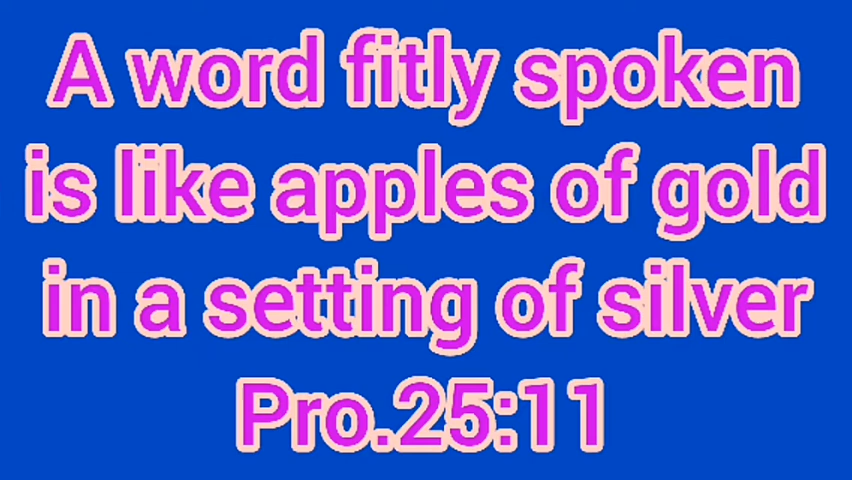 A word fitly spoken
is like apples of gold
in a setting of silver
Pro.25:11